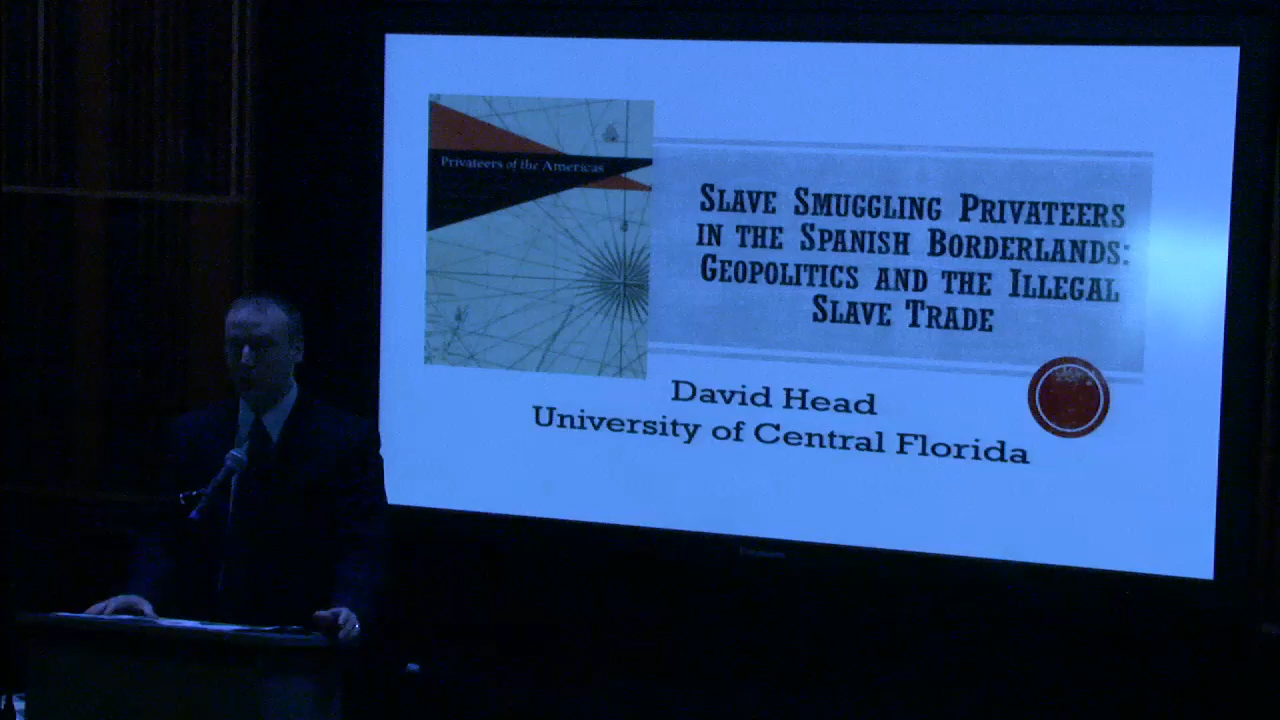 Privateers of the Americas
SLAVE SMUGGLING PRIVATEERS
IN THE SPANISH BORDERLANDS:
GEOPOLITICS AND THE ILLEGAL
SLAVE TRADE
David Head
University of Central Florida